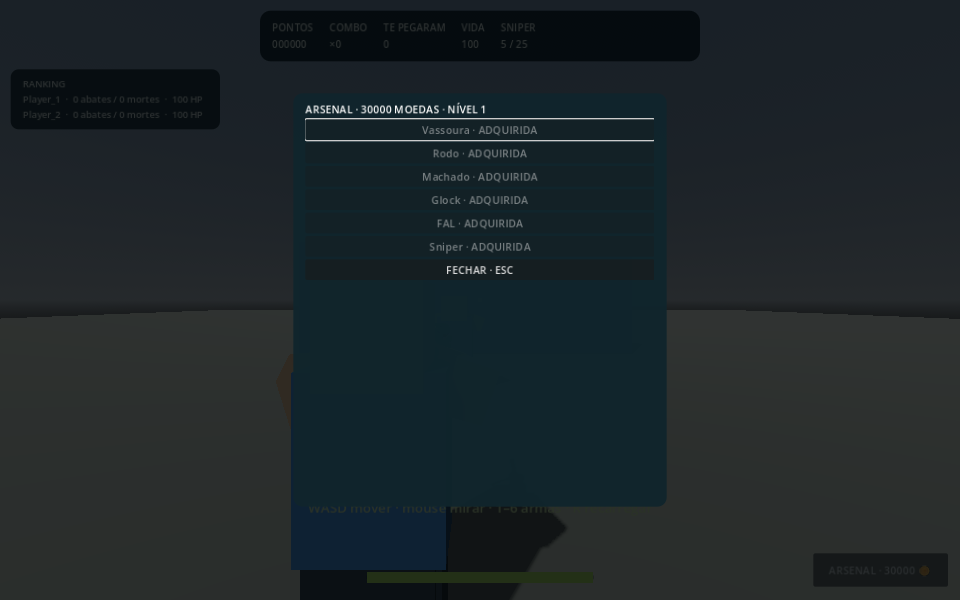 PONTOS COMBO TE PEGARAM VIDA SNIPER
000000 ×0 0 100 5 / 25
RANKING
Player_1 · 0 abates / 0 mortes · 100 HP
Player_2 · 0 abates / 0 mortes · 100 HP
ARSENAL · 30000 MOEDAS · NÍVEL 1
Vassoura · ADQUIRIDA
Rodo · ADQUIRIDA
Machado · ADQUIRIDA
Glock · ADQUIRIDA
FAL · ADQUIRIDA
Sniper · ADQUIRIDA
FECHAR · ESC
WASD mover · mouse mirar · 1–6 arma
ARSENAL · 30000